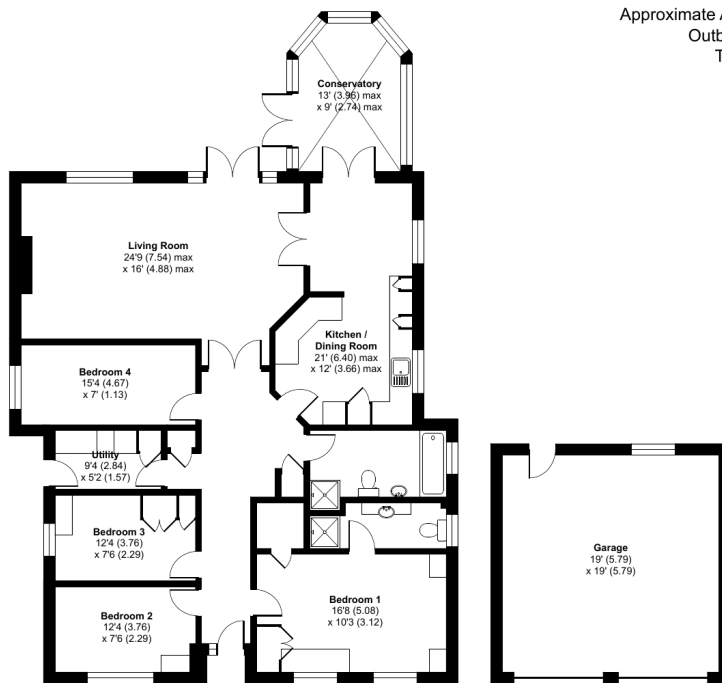 Approximate A
Outb
T
Conservatory
13' (3.96) max
x 9' (2.74) max
Living Room
24'9 (7.54) max
x 16' (4.88) max
Kitchen /
Dining Room
21' (6.40) max
x 12' (3.66) max
Bedroom 4
15'4 (4.67)
x 7' (1.13)
Utility
9'4 (2.84)
x 5'2 (1.57)
Bedroom 3
12'4 (3.76)
x 7'6 (2.29)
Garage
19' (5.79)
x 19' (5.79)
Bedroom 1
16'8 (5.08)
x 10'3 (3.12)
Bedroom 2
12'4 (3.76)
x 7'6 (2.29)